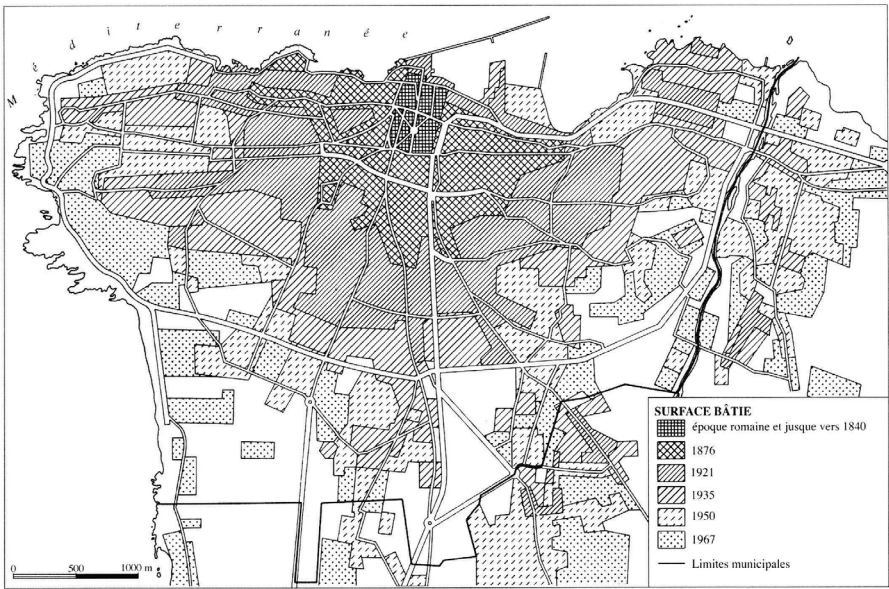 Méditerranée
SURFACE BÂTIE
époque romaine et jusque vers 1840
1876
1921
1935
1950
1967
Limites municipales
0 500 1000 m